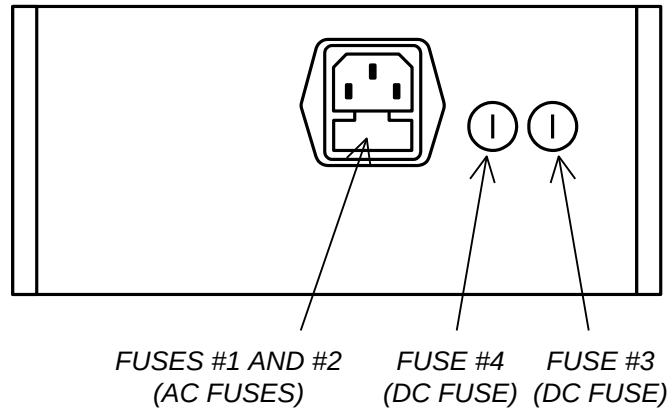 FUSES #1 AND #2
(AC FUSES)
FUSE #4
(DC FUSE)
FUSE #3
(DC FUSE)